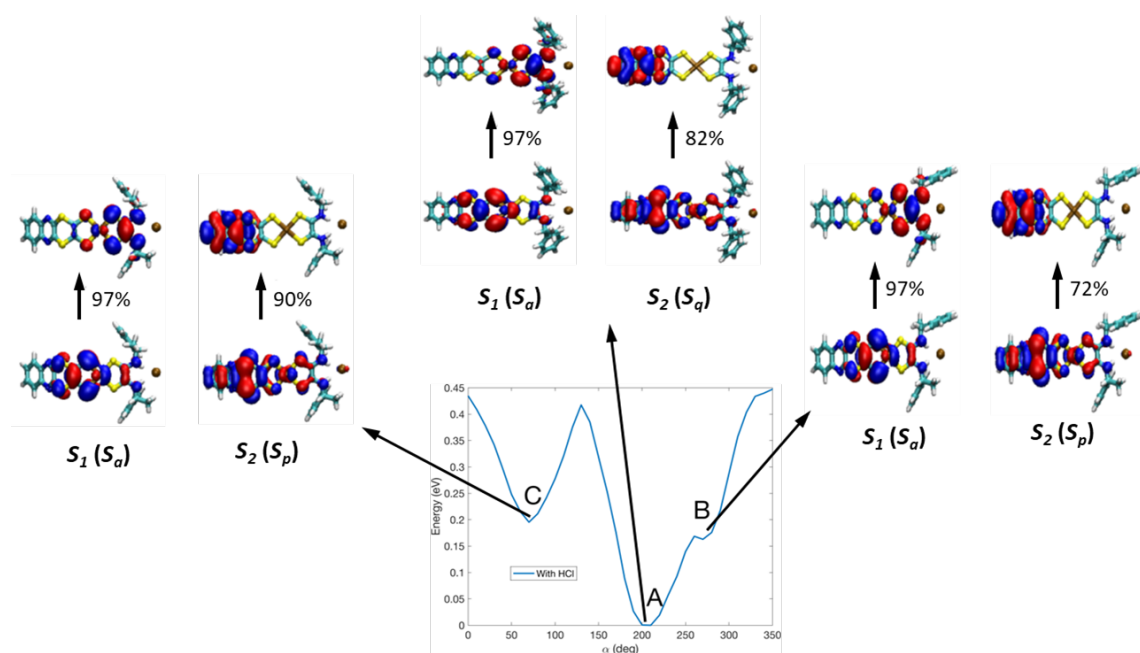 97%
82%
S1 (Sa)
S2 (Sq)
97%
90%
S1 (Sa)
S2 (Sp)
97%
72%
S1 (Sa)
S2 (Sp)
0.45
0.4
0.35
0.3
0.25
0.2
0.15
0.1
0.05
0
Energy (eV)
C
B
A
With HCl
0
50
100
150
200
250
300
350
α (deg)